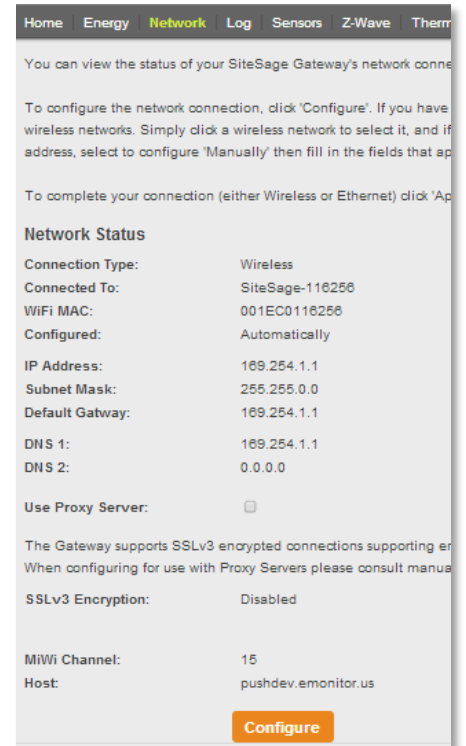 Home Energy Network Log Sensors Z-Wave Therm
You can view the status of your SiteSage Gateway's network conne
To configure the network connection, click 'Configure'. If you have
wireless networks. Simply click a wireless network to select it, and if
address, select to configure 'Manually' then fill in the fields that ap
To complete your connection (either Wireless or Ethernet) click 'Ap
Network Status
Connection Type: Wireless
Connected To: SiteSage-116256
WiFi MAC: 001EC0116256
Configured: Automatically
IP Address: 169.254.1.1
Subnet Mask: 255.255.0.0
Default Gatway: 169.254.1.1
DNS 1: 169.254.1.1
DNS 2: 0.0.0.0
Use Proxy Server:
The Gateway supports SSLv3 encrypted connections supporting er
When configuring for use with Proxy Servers please consult manua
SSLv3 Encryption: Disabled
MiWi Channel: 15
Host: pushdev.emonitor.us
Configure